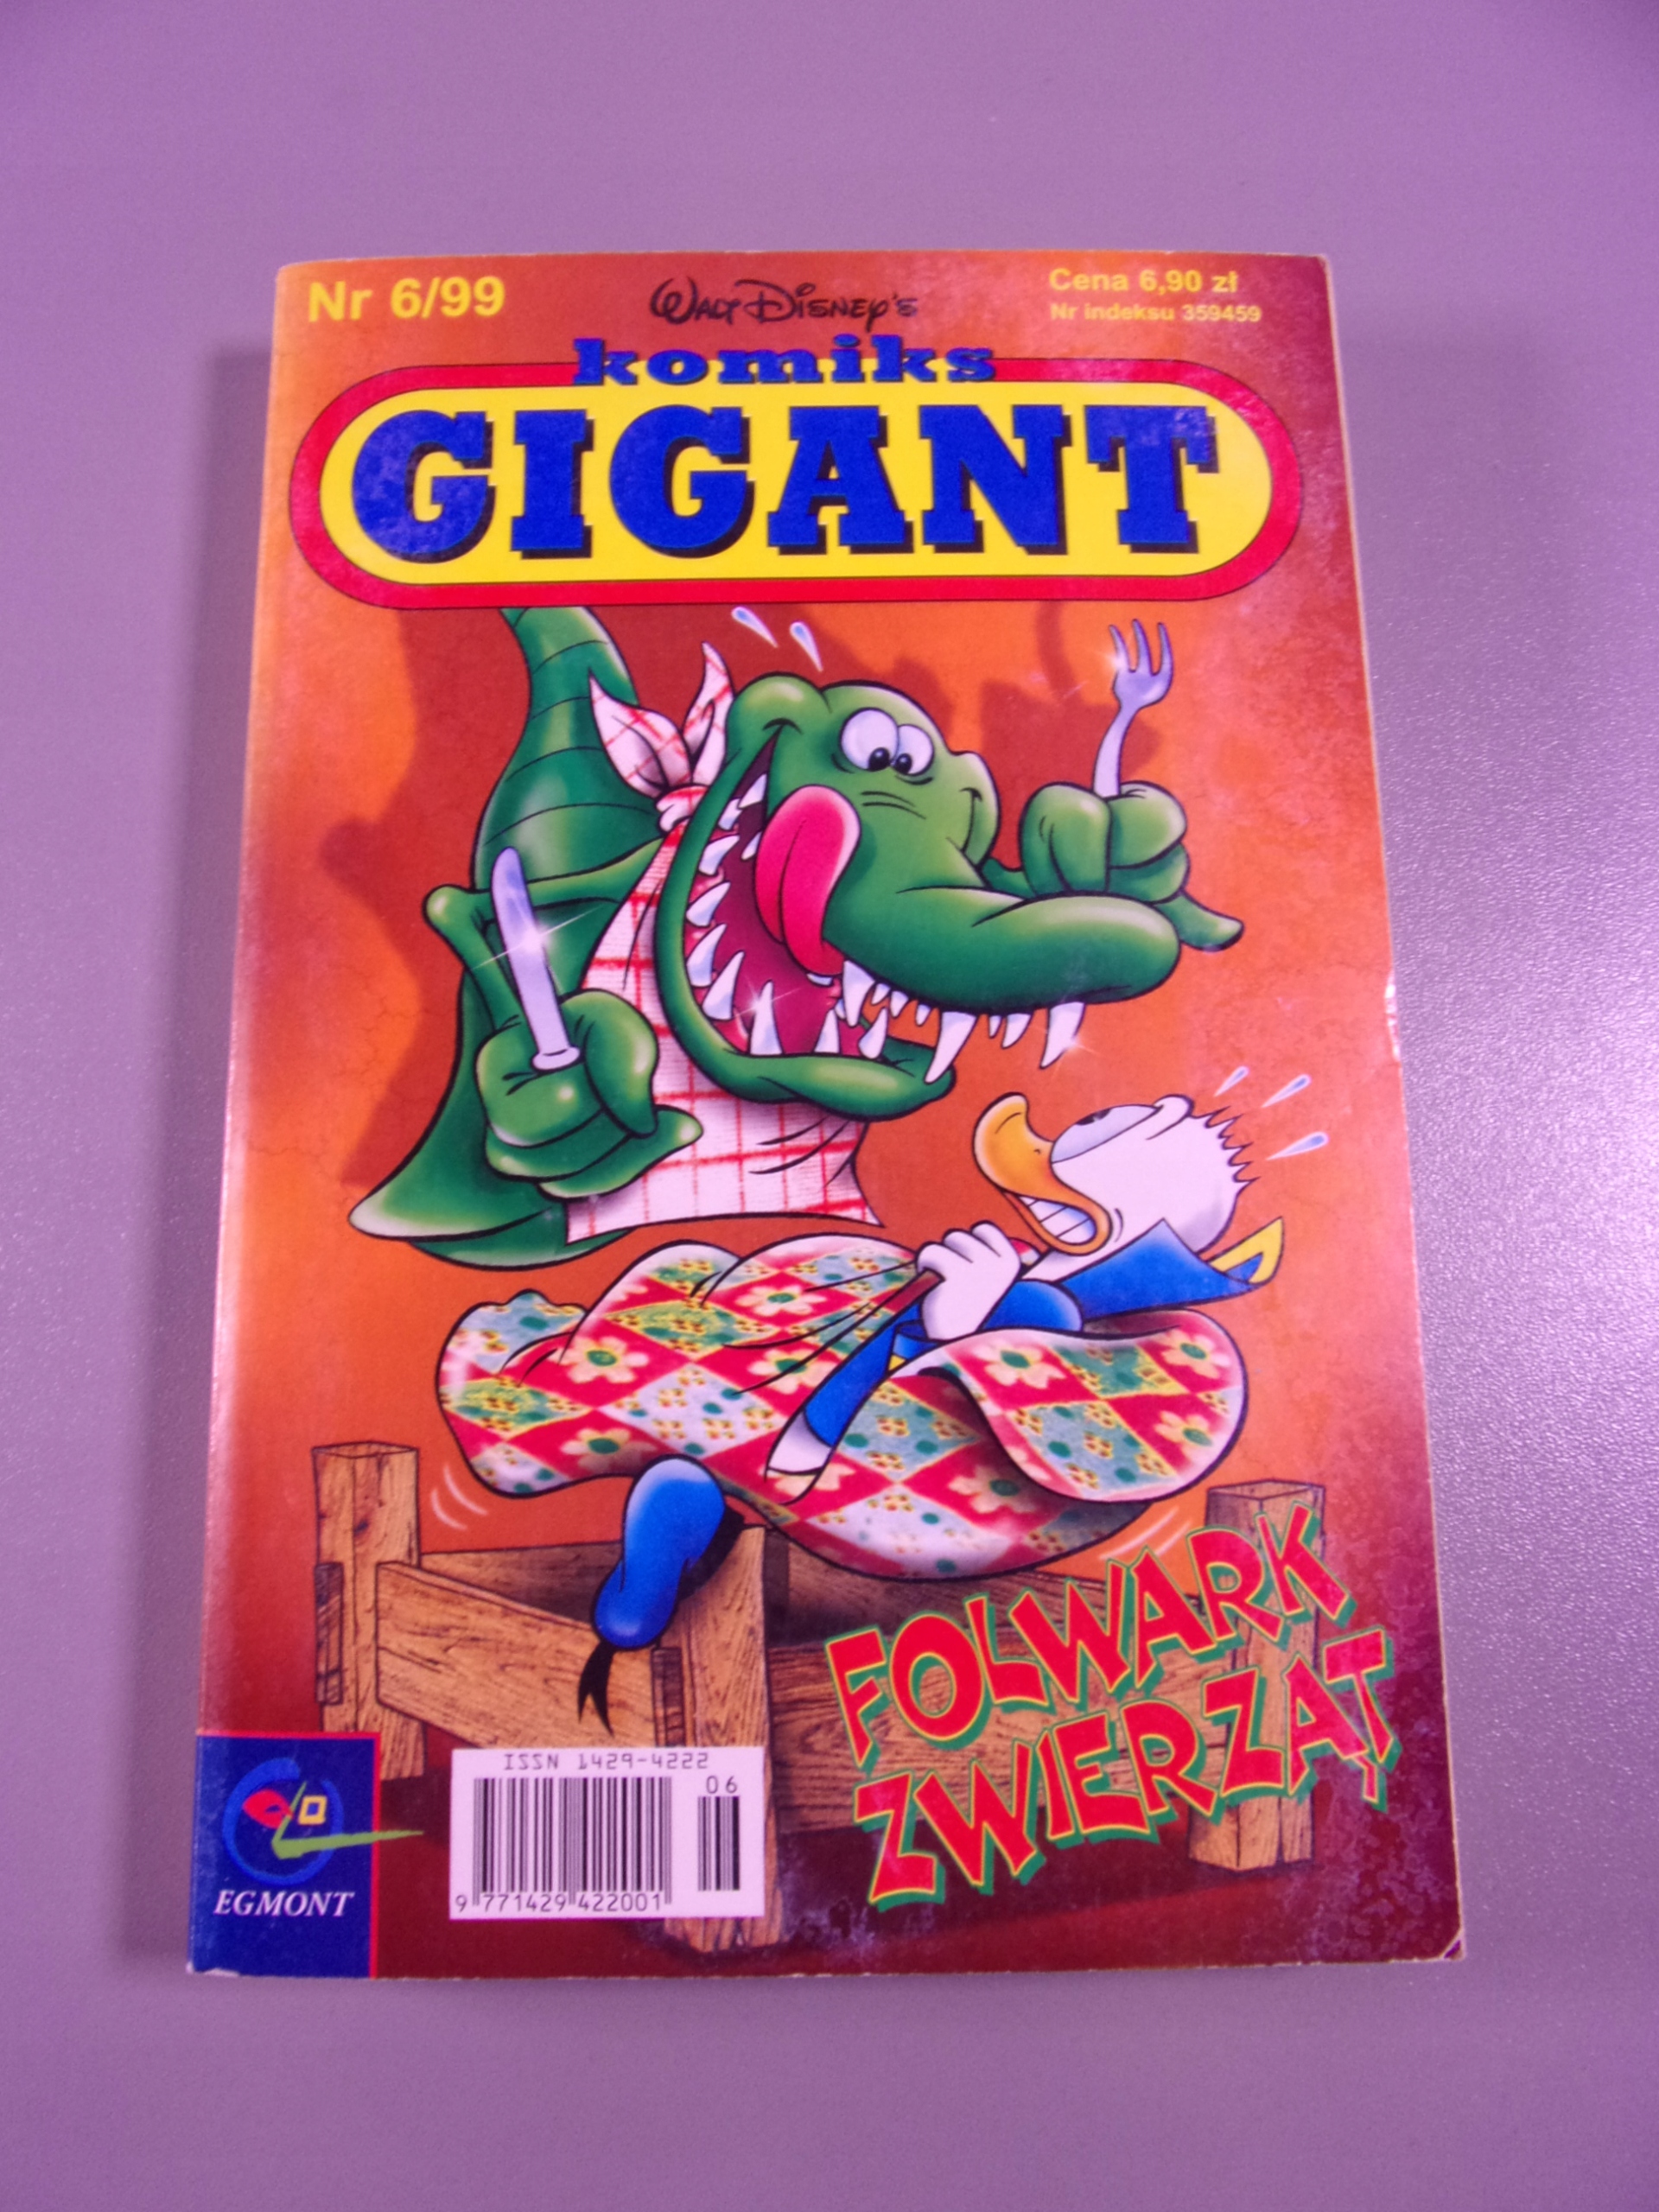 Nr 6/99
WALT DISNEY'S
Cena 6,90 zł
Nr indeksu 359459
komiks
GIGANT
FOLWARK
ZWIERZĄT
ISSN 1429-4222
06
9 771429 422001
EGMONT